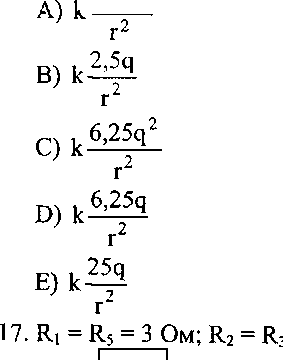 A) k — / r²
B) k 2,5q / r²
C) k 6,25q² / r²
D) k 6,25q / r²
E) k 25q / r²
17. R₁ = R₅ = 3 Ом; R₂ = R₃